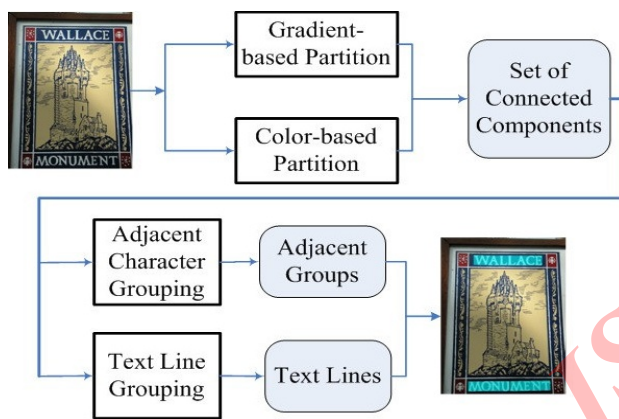 WALLACE
MONUMENT
Gradient-
based Partition
Color-based
Partition
Set of
Connected
Components
Adjacent
Character
Grouping
Adjacent
Groups
Text Line
Grouping
Text Lines
WALLACE
MONUMENT